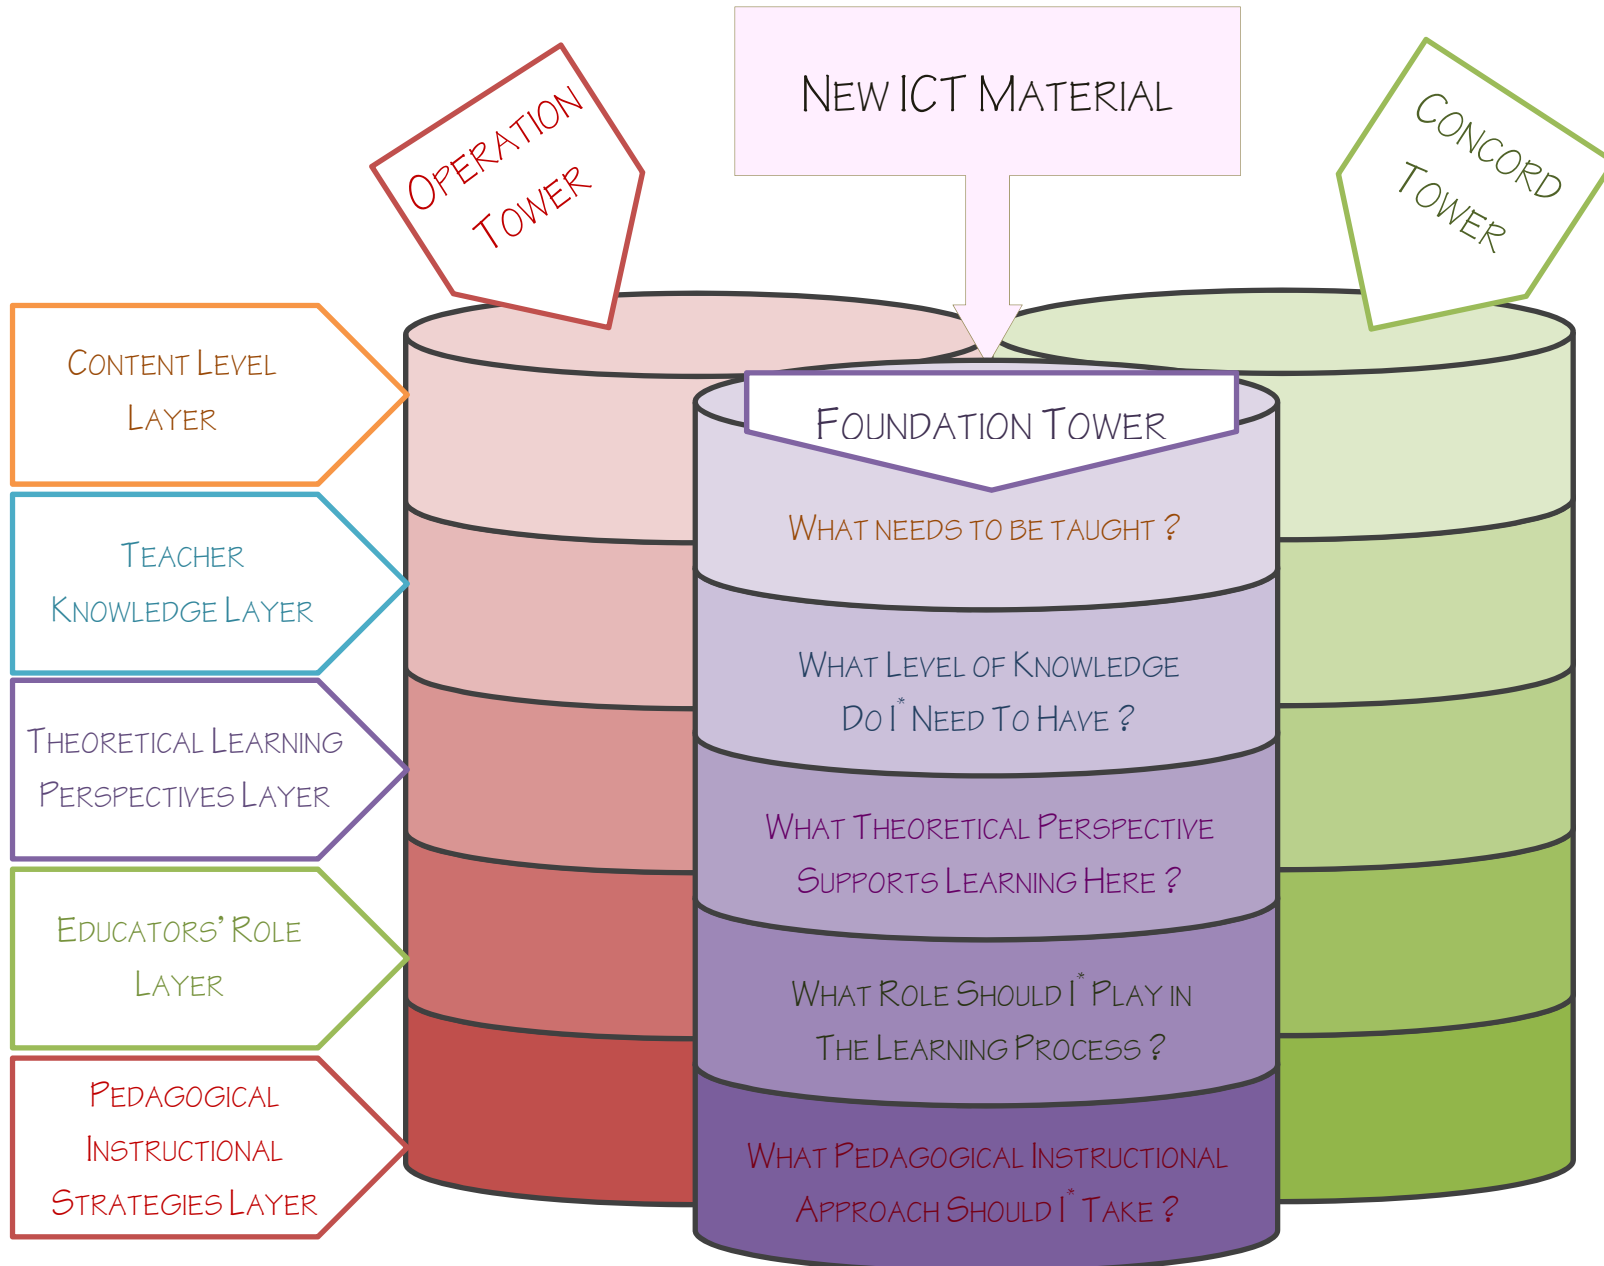 New ICT Material
Operation
Tower
Concord
Tower
Foundation Tower
Content Level
Layer
What needs to be taught ?
Teacher
Knowledge Layer
What Level of Knowledge
Do I* Need To Have ?
Theoretical Learning
Perspectives Layer
What Theoretical Perspective
Supports Learning Here ?
Educators’ Role
Layer
What Role Should I* Play in
The Learning Process ?
Pedagogical
Instructional
Strategies Layer
What Pedagogical Instructional
Approach Should I* Take ?